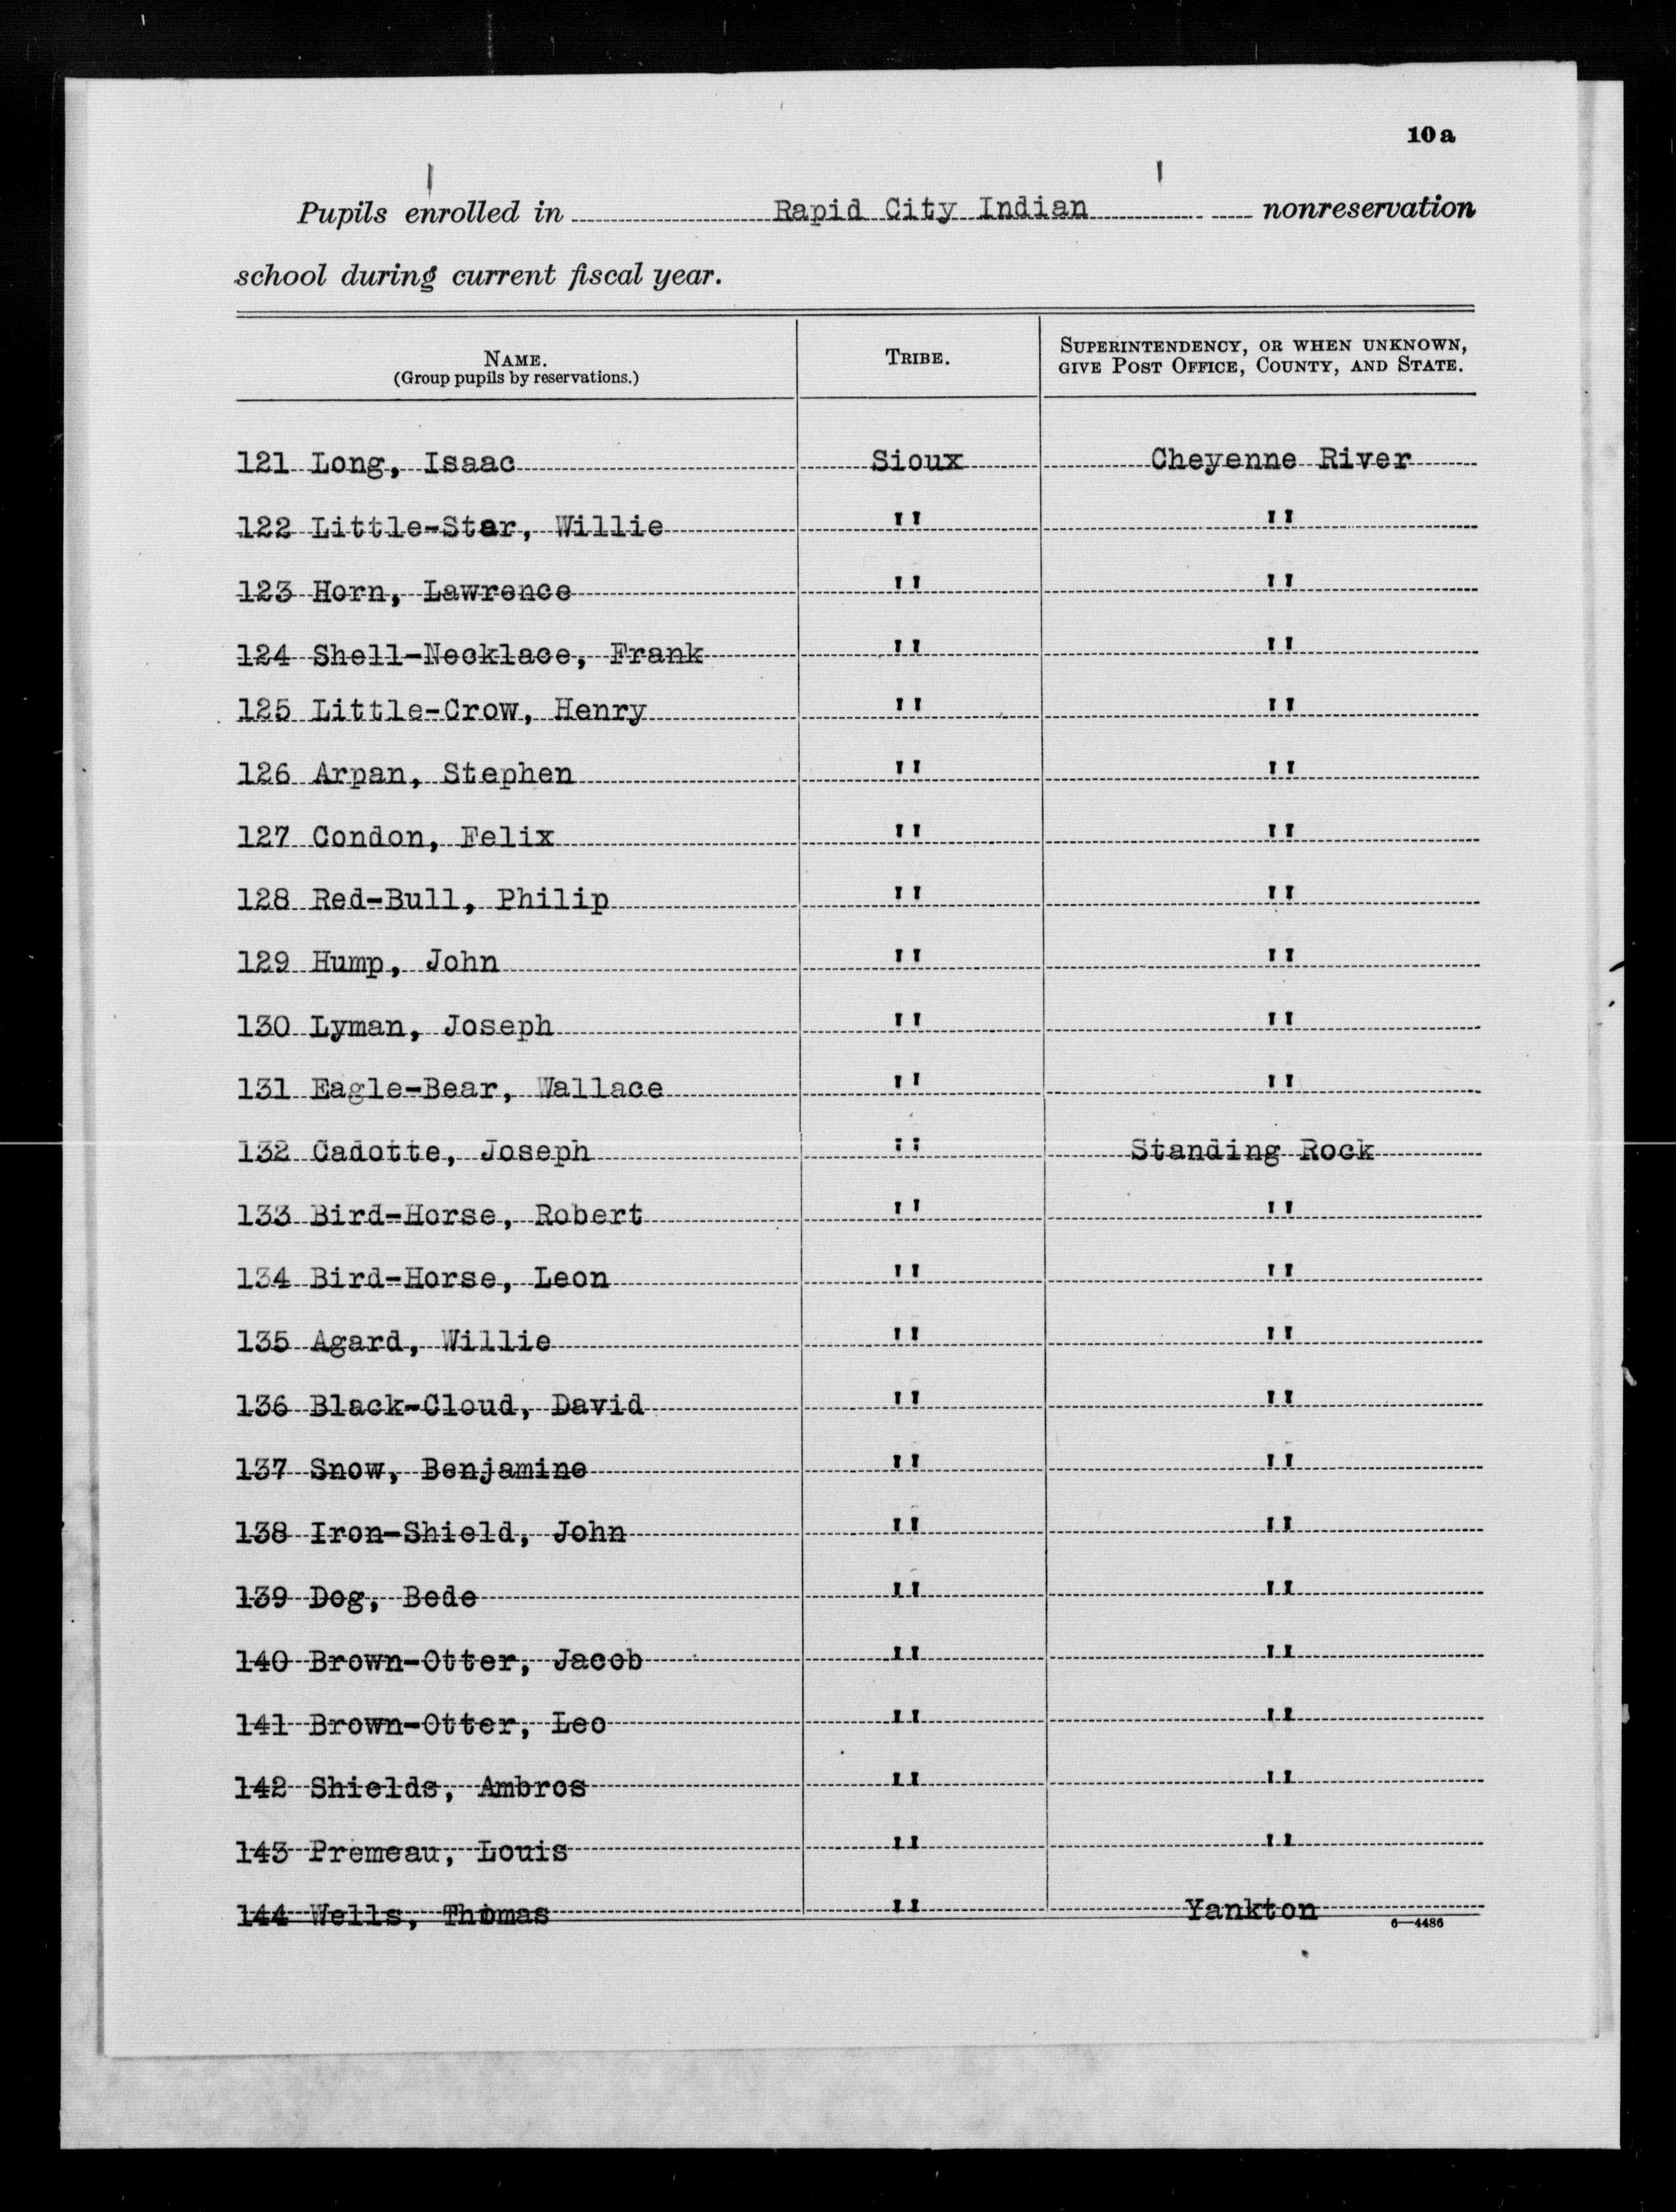 10 a
Pupils enrolled in Rapid City Indian nonreservation
school during current fiscal year.
NAME. TRIBE. SUPERINTENDENCY, OR WHEN UNKNOWN,
(Group pupils by reservations.) GIVE POST OFFICE, COUNTY, AND STATE.
121 Long, Isaac Sioux Cheyenne River
122 Little-Star, Willie " "
123 Horn, Lawrence " "
124 Shell-Necklace, Frank " "
125 Little-Crow, Henry " "
126 Arpan, Stephen " "
127 Condon, Felix " "
128 Red-Bull, Philip " "
129 Hump, John " "
130 Lyman, Joseph " "
131 Eagle-Bear, Wallace " "
132 Cadotte, Joseph " Standing Rock
133 Bird-Horse, Robert " "
134 Bird-Horse, Leon " "
135 Agard, Willie " "
136 Black-Cloud, David " "
137 Snow, Benjamine " "
138 Iron-Shield, John " "
139 Dog, Bede " "
140 Brown-Otter, Jacob " "
141 Brown-Otter, Leo " "
142 Shields, Ambros " "
143 Premeau, Louis " "
144 Wells, Thomas " Yankton
6—4486